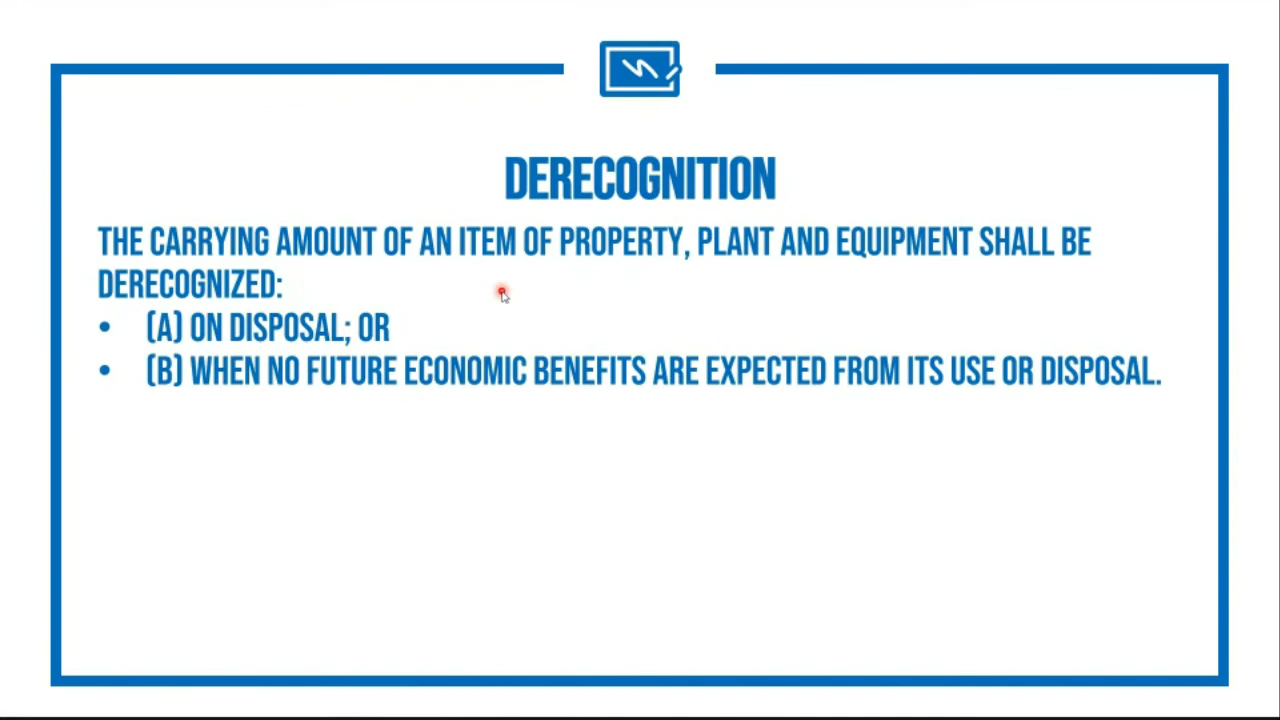 DERECOGNITION
THE CARRYING AMOUNT OF AN ITEM OF PROPERTY, PLANT AND EQUIPMENT SHALL BE
DERECOGNIZED:
• (A) ON DISPOSAL; OR
• (B) WHEN NO FUTURE ECONOMIC BENEFITS ARE EXPECTED FROM ITS USE OR DISPOSAL.